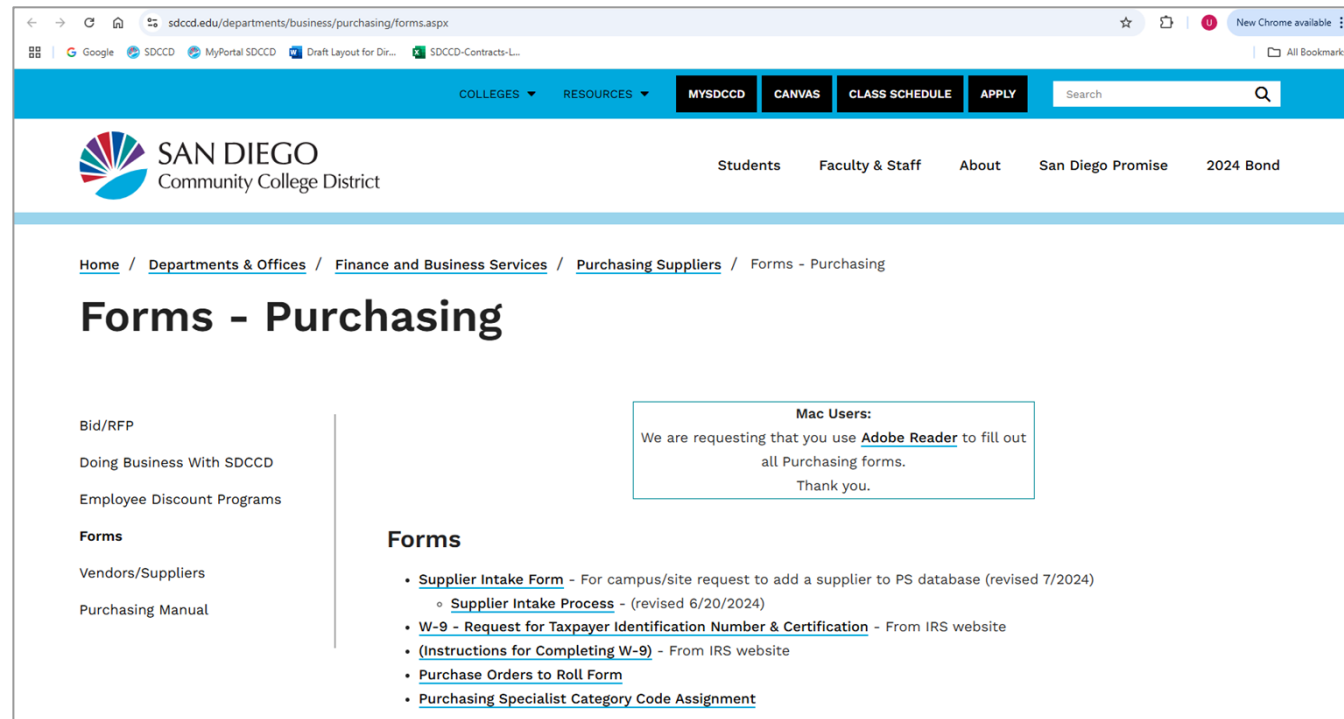 sdccd.edu/departments/business/purchasing/forms.aspx
U
New Chrome available
Google SDCCD MyPortal SDCCD Draft Layout for Dir... SDCCD-Contracts-L...
All Bookmark
COLLEGES RESOURCES MYSDCCD CANVAS CLASS SCHEDULE APPLY Search
SAN DIEGO
Community College District
Students Faculty & Staff About San Diego Promise 2024 Bond
Home / Departments & Offices / Finance and Business Services / Purchasing Suppliers / Forms - Purchasing
Forms - Purchasing
Bid/RFP
Doing Business With SDCCD
Employee Discount Programs
Forms
Vendors/Suppliers
Purchasing Manual
Mac Users:
We are requesting that you use Adobe Reader to fill out
all Purchasing forms.
Thank you.
Forms
• Supplier Intake Form - For campus/site request to add a supplier to PS database (revised 7/2024)
◦ Supplier Intake Process - (revised 6/20/2024)
• W-9 - Request for Taxpayer Identification Number & Certification - From IRS website
• (Instructions for Completing W-9) - From IRS website
• Purchase Orders to Roll Form
• Purchasing Specialist Category Code Assignment